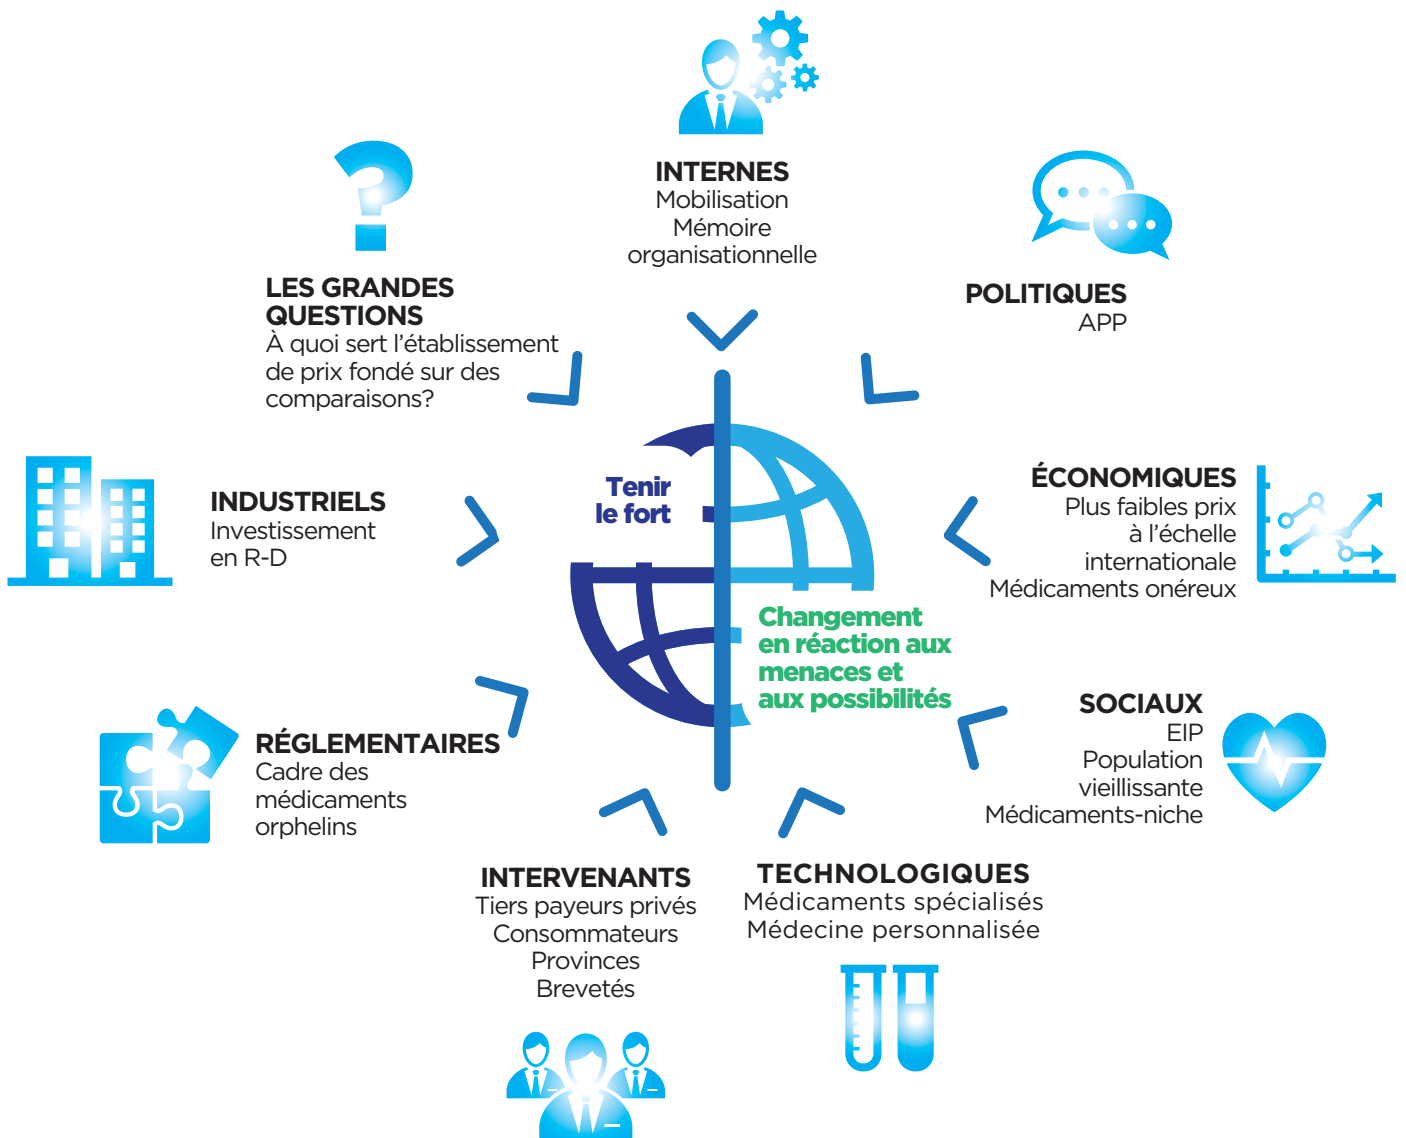 INTERNES
Mobilisation
Mémoire
organisationnelle
POLITIQUES
APP
ÉCONOMIQUES
Plus faibles prix
à l’échelle
internationale
Médicaments onéreux
SOCIAUX
EIP
Population
vieillissante
Médicaments-niche
TECHNOLOGIQUES
Médicaments spécialisés
Médecine personnalisée
INTERVENANTS
Tiers payeurs privés
Consommateurs
Provinces
Brevetés
RÉGLEMENTAIRES
Cadre des
médicaments
orphelins
INDUSTRIELS
Investissement
en R-D
LES GRANDES
QUESTIONS
À quoi sert l’établissement
de prix fondé sur des
comparaisons?
Tenir
le fort
Changement
en réaction aux
menaces et
aux possibilités